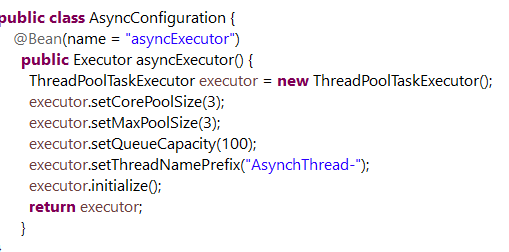 public class AsyncConfiguration {
@Bean(name = "asyncExecutor")
public Executor asyncExecutor() {
ThreadPoolTaskExecutor executor = new ThreadPoolTaskExecutor();
executor.setCorePoolSize(3);
executor.setMaxPoolSize(3);
executor.setQueueCapacity(100);
executor.setThreadNamePrefix("AsynchThread-");
executor.initialize();
return executor;
}